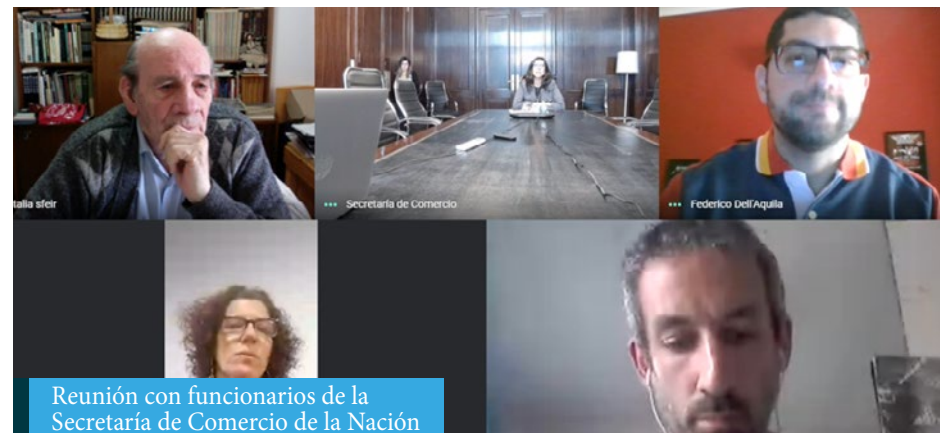 talia sfeir
••• Secretaría de Comercio
••• Federico Dell'Aquila
Reunión con funcionarios de la
Secretaría de Comercio de la Nación